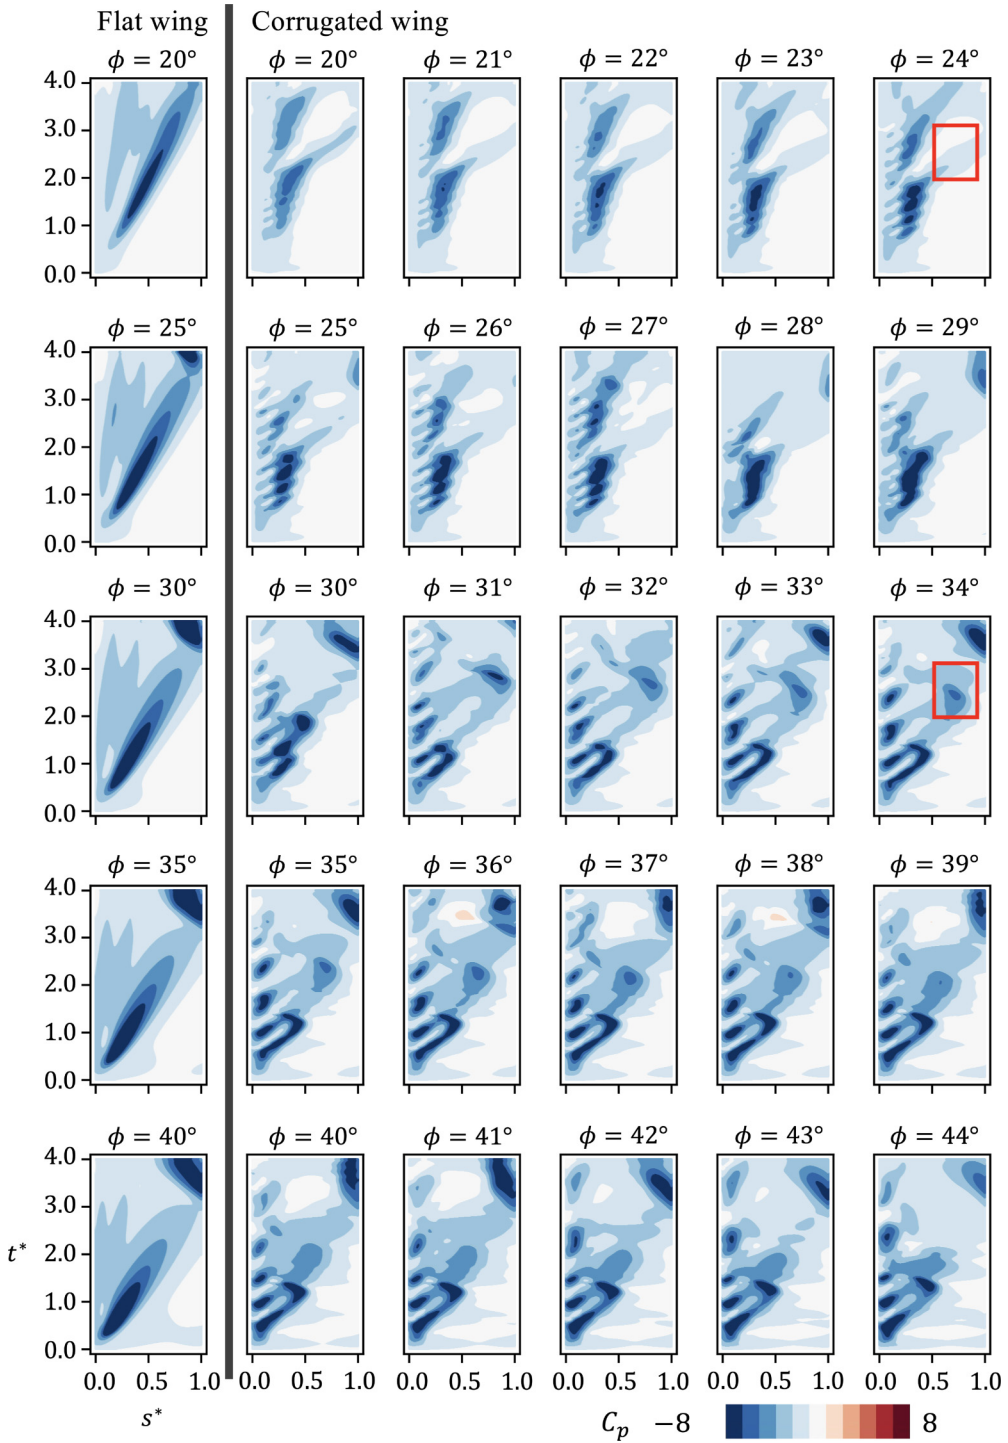 Flat wing Corrugated wing
ϕ = 20° ϕ = 20° ϕ = 21° ϕ = 22° ϕ = 23° ϕ = 24°
4.0
3.0
2.0
1.0
0.0
ϕ = 25° ϕ = 25° ϕ = 26° ϕ = 27° ϕ = 28° ϕ = 29°
4.0
3.0
2.0
1.0
0.0
ϕ = 30° ϕ = 30° ϕ = 31° ϕ = 32° ϕ = 33° ϕ = 34°
4.0
3.0
2.0
1.0
0.0
ϕ = 35° ϕ = 35° ϕ = 36° ϕ = 37° ϕ = 38° ϕ = 39°
4.0
3.0
2.0
1.0
0.0
ϕ = 40° ϕ = 40° ϕ = 41° ϕ = 42° ϕ = 43° ϕ = 44°
4.0
3.0
t* 2.0
1.0
0.0
0.0 0.5 1.0 0.0 0.5 1.0 0.0 0.5 1.0 0.0 0.5 1.0 0.0 0.5 1.0 0.0 0.5 1.0
s* C_p −8 8